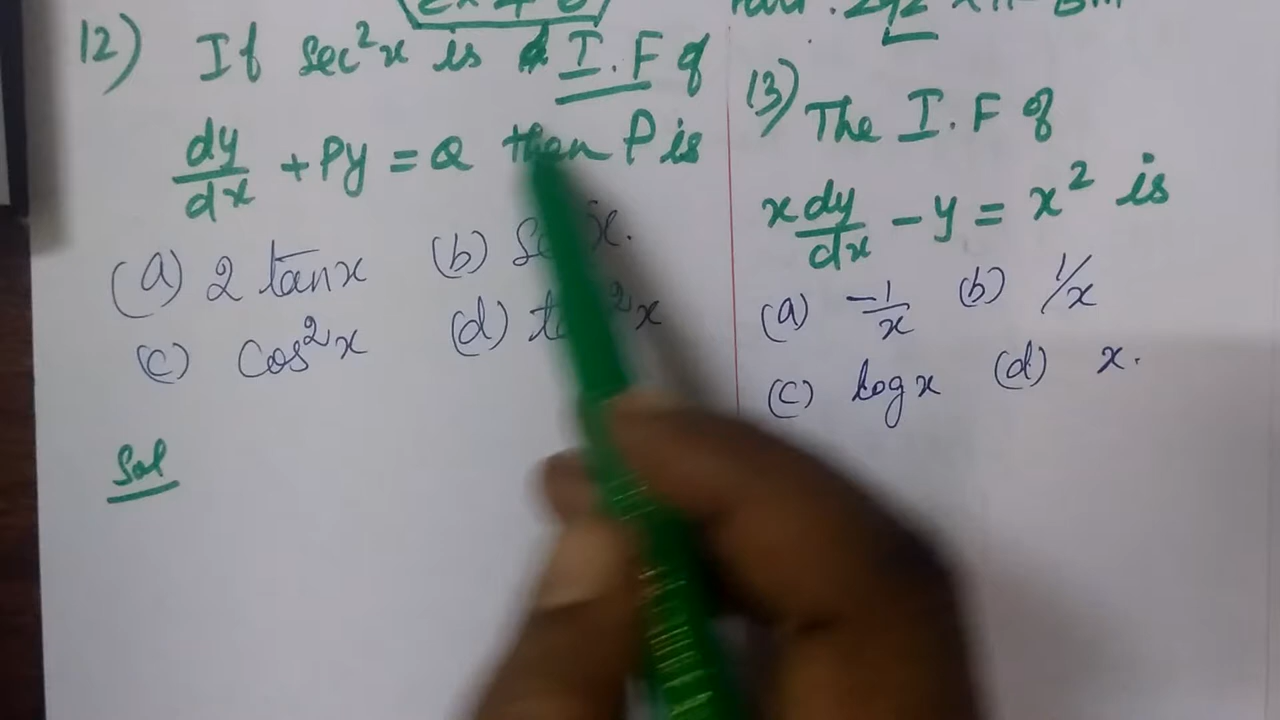 12) If sec²x is I.F of
dy/dx + Py = Q then P is
(a) 2 tanx (b)
(c) cos²x (d)
Sol
13) The I.F of
x dy/dx - y = x² is
(a) -1/x (b) 1/x
(c) log x (d) x.